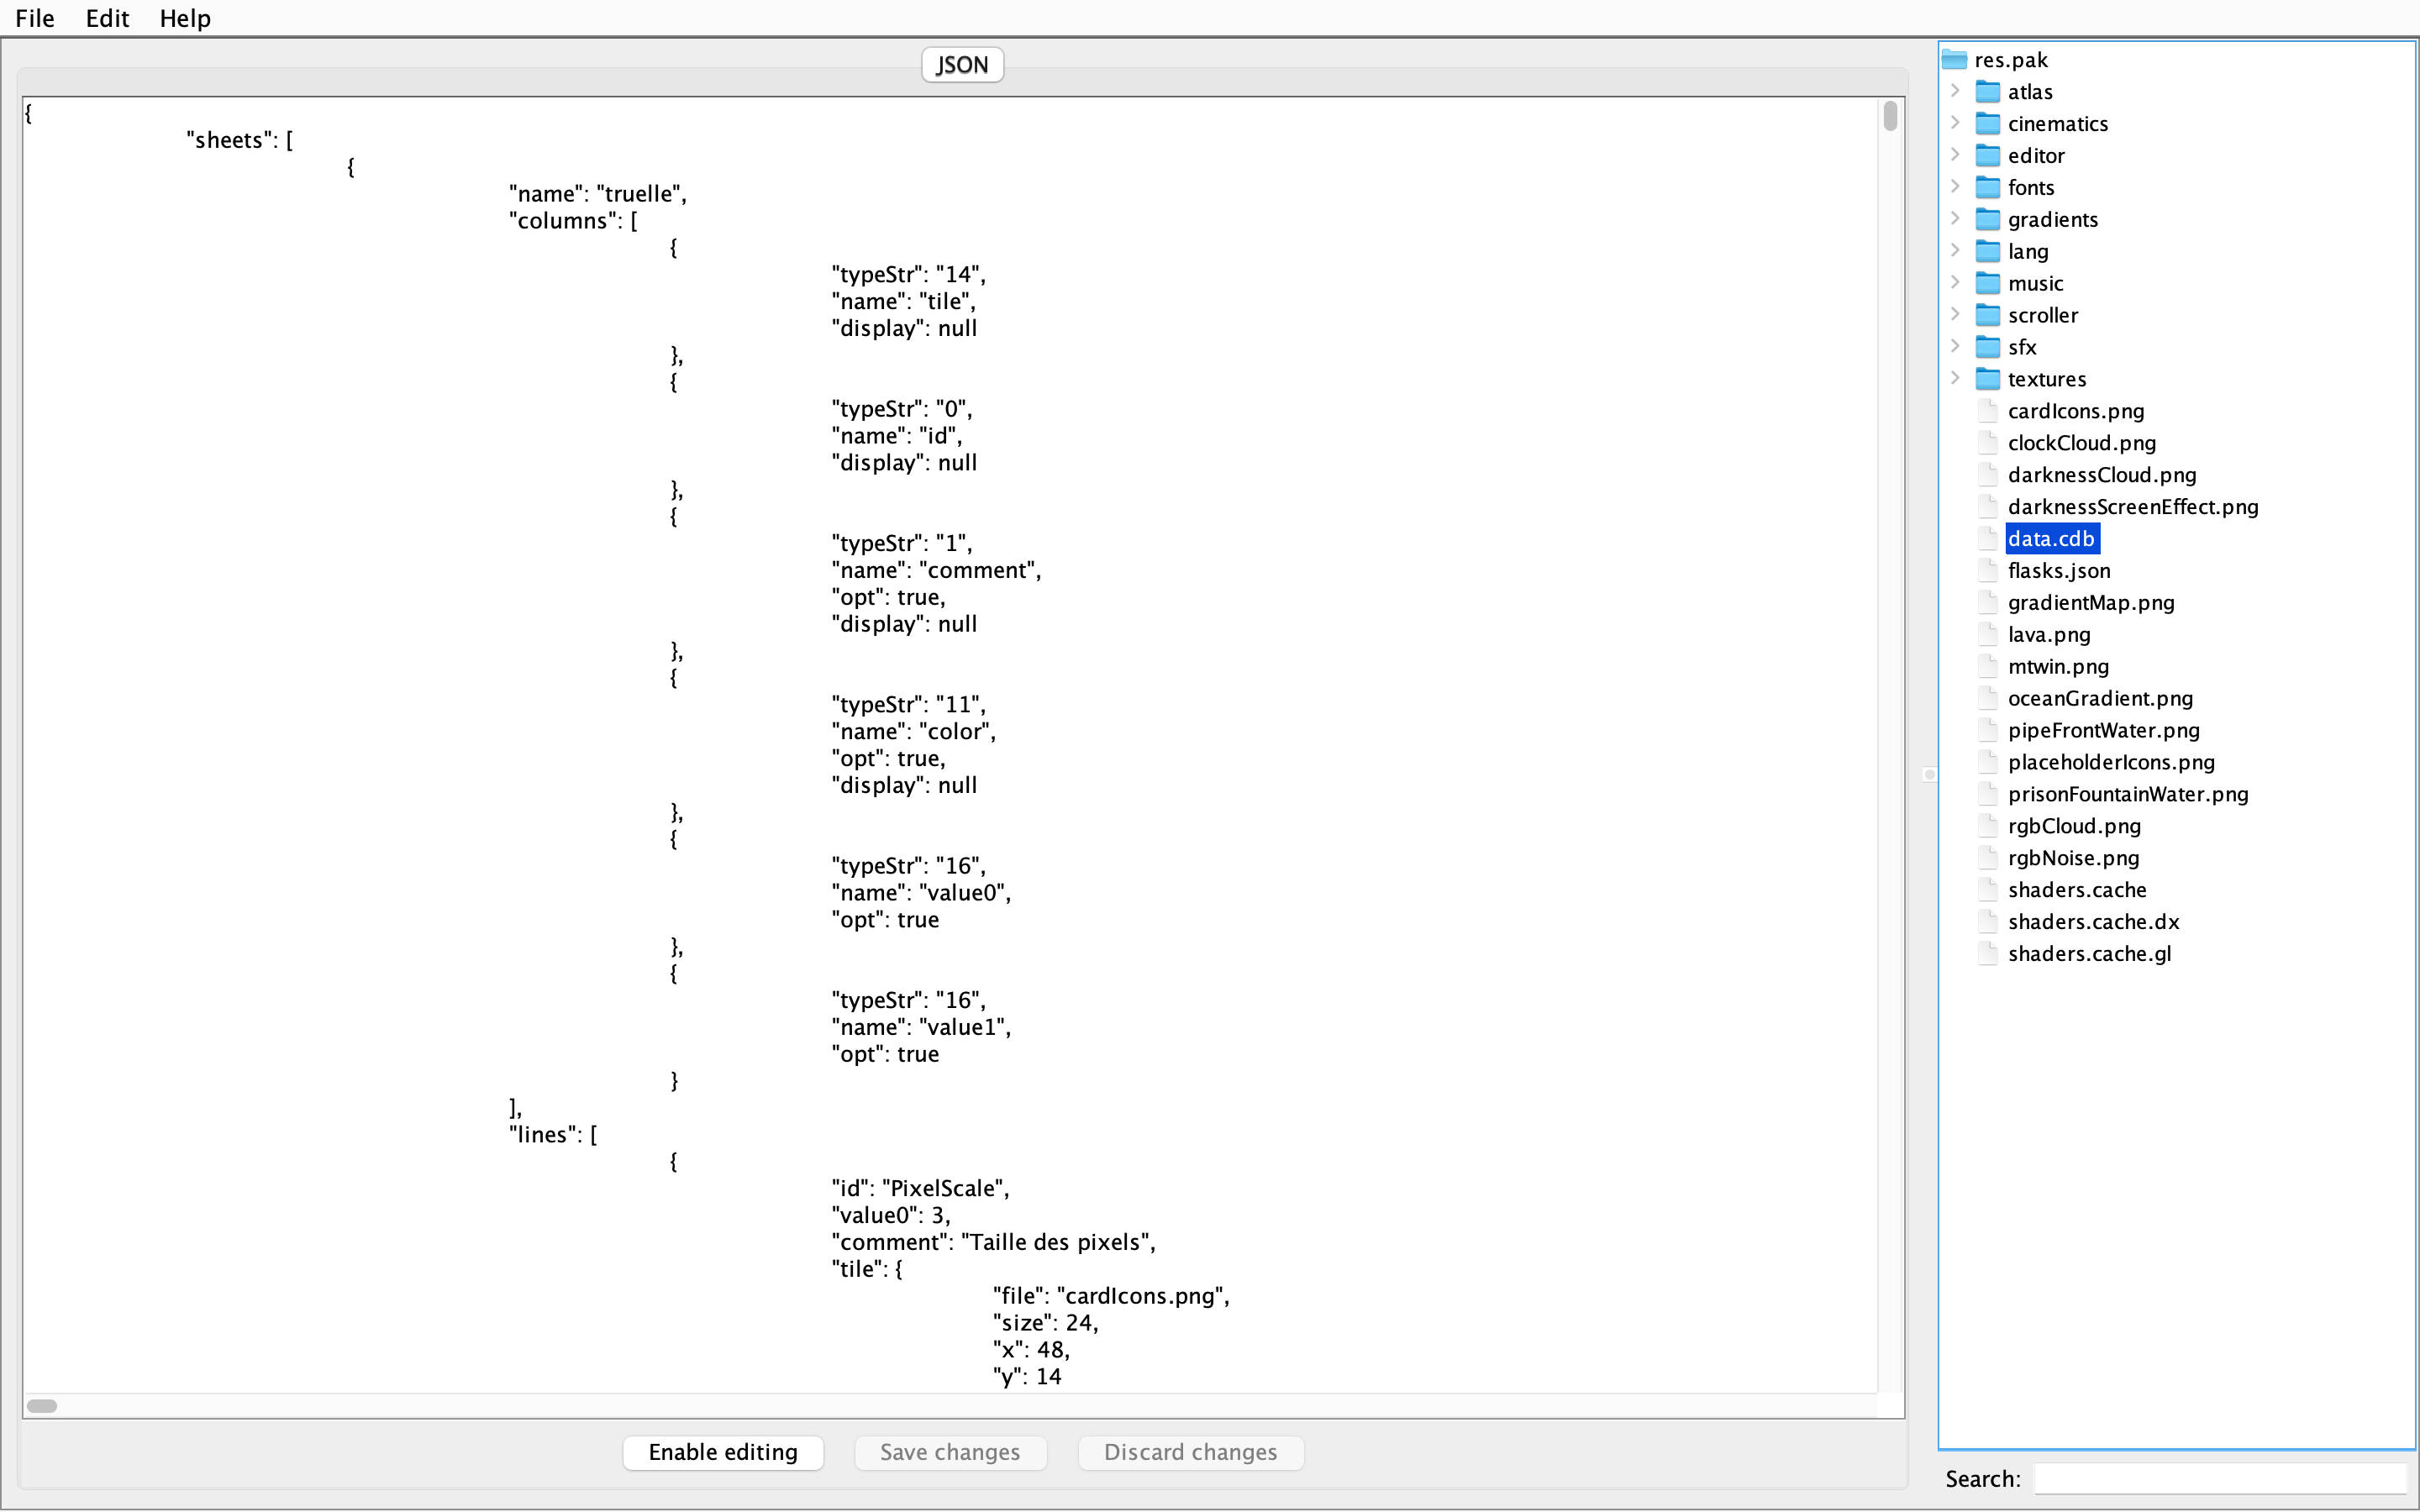 File Edit Help
JSON
{
"sheets": [
{
"name": "truelle",
"columns": [
{
"typeStr": "14",
"name": "tile",
"display": null
},
{
"typeStr": "0",
"name": "id",
"display": null
},
{
"typeStr": "1",
"name": "comment",
"opt": true,
"display": null
},
{
"typeStr": "11",
"name": "color",
"opt": true,
"display": null
},
{
"typeStr": "16",
"name": "value0",
"opt": true
},
{
"typeStr": "16",
"name": "value1",
"opt": true
}
],
"lines": [
{
"id": "PixelScale",
"value0": 3,
"comment": "Taille des pixels",
"tile": {
"file": "cardIcons.png",
"size": 24,
"x": 48,
"y": 14
Enable editing Save changes Discard changes
res.pak
atlas
cinematics
editor
fonts
gradients
lang
music
scroller
sfx
textures
cardIcons.png
clockCloud.png
darknessCloud.png
darknessScreenEffect.png
data.cdb
flasks.json
gradientMap.png
lava.png
mtwin.png
oceanGradient.png
pipeFrontWater.png
placeholderIcons.png
prisonFountainWater.png
rgbCloud.png
rgbNoise.png
shaders.cache
shaders.cache.dx
shaders.cache.gl
Search: